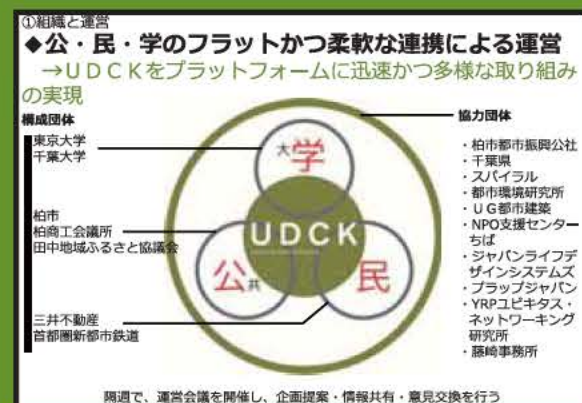 ①組織と運営
◆公・民・学のフラットかつ柔軟な連携による運営
→ＵＤＣＫをプラットフォームに迅速かつ多様な取り組み
の実現
構成団体
東京大学
千葉大学
柏市
柏商工会議所
田中地域ふるさと協議会
三井不動産
首都圏新都市鉄道
大学
UDCK
公共
民
協力団体
・柏市都市振興公社
・千葉県
・スパイラル
・都市環境研究所
・ＵＧ都市建築
・NPO支援センター
ちば
・ジャパンライフデ
ザインシステムズ
・プラップジャパン
・YRPユビキタス・
ネットワーキング
研究所
・藤崎事務所
隔週で、運営会議を開催し、企画提案・情報共有・意見交換を行う